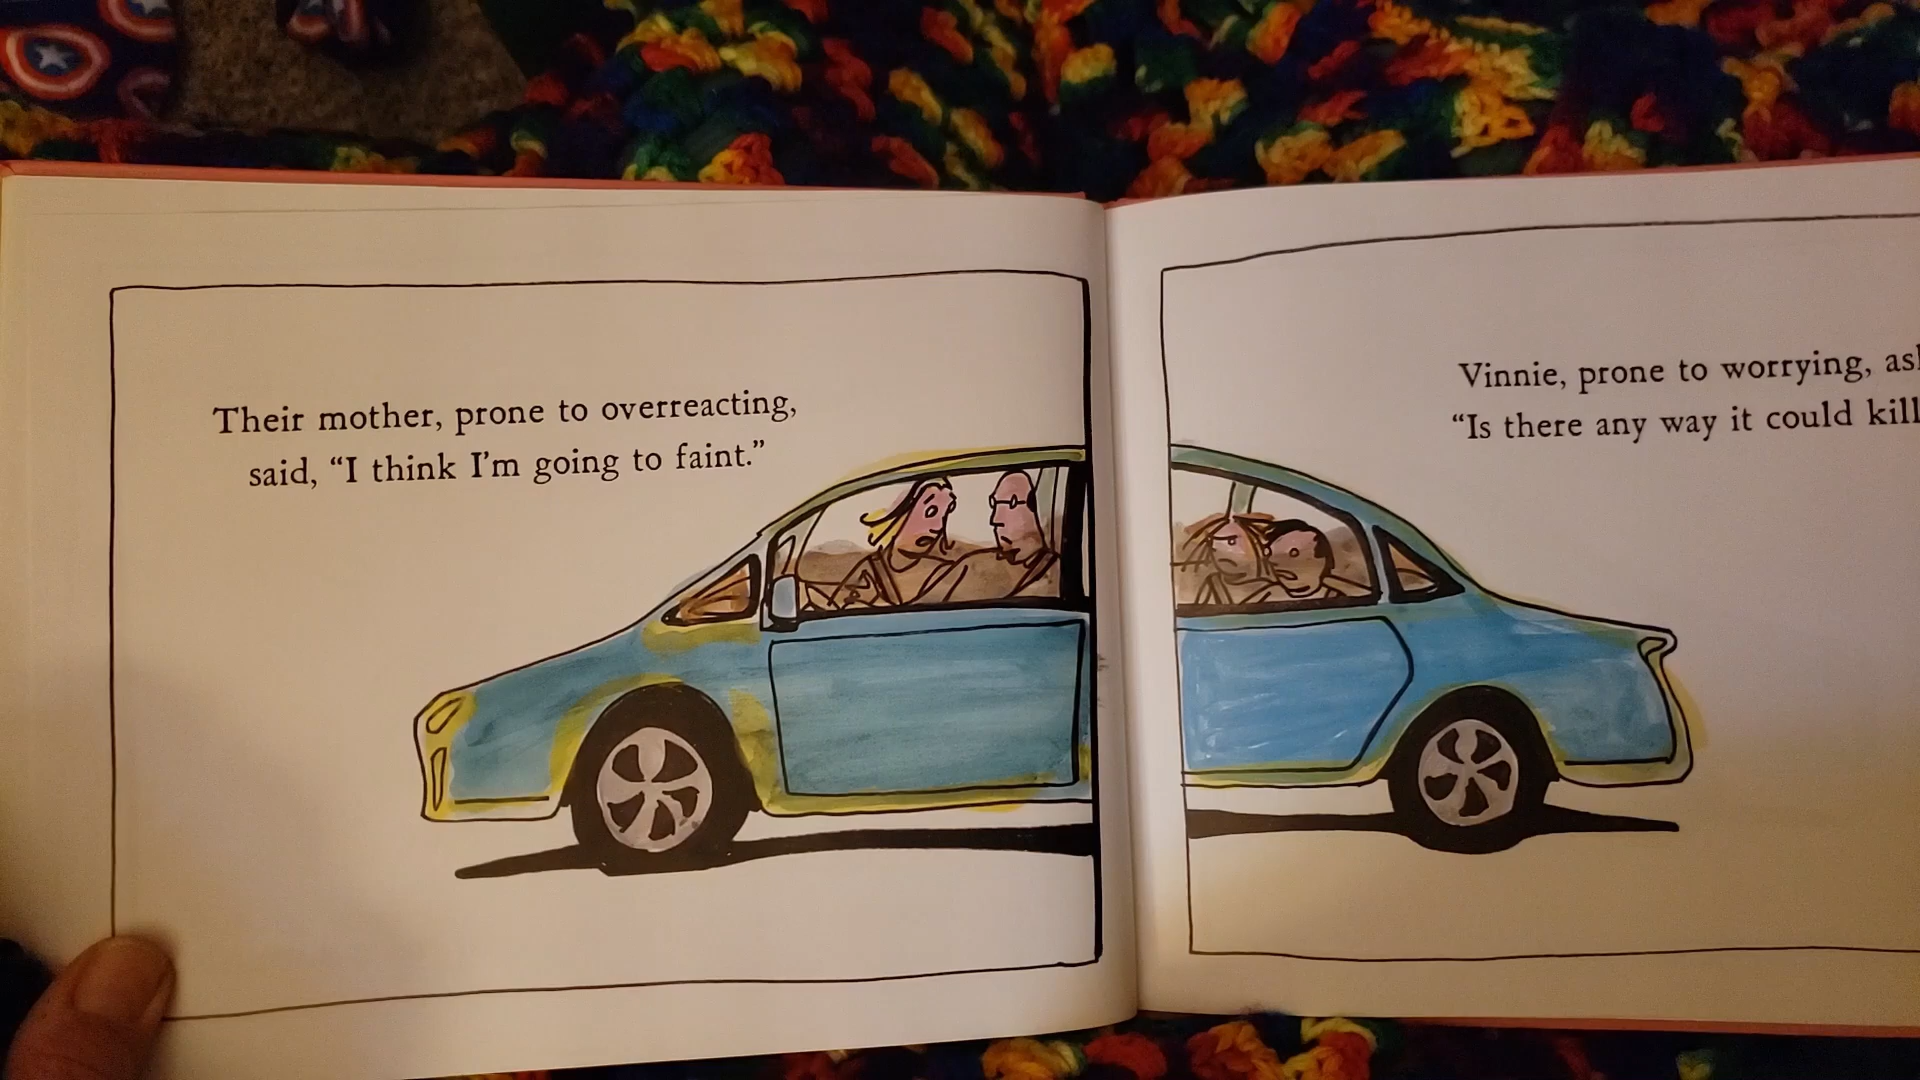 Their mother, prone to overreacting,
said, “I think I’m going to faint.”
Vinnie, prone to worrying,
“Is there any way it could kill